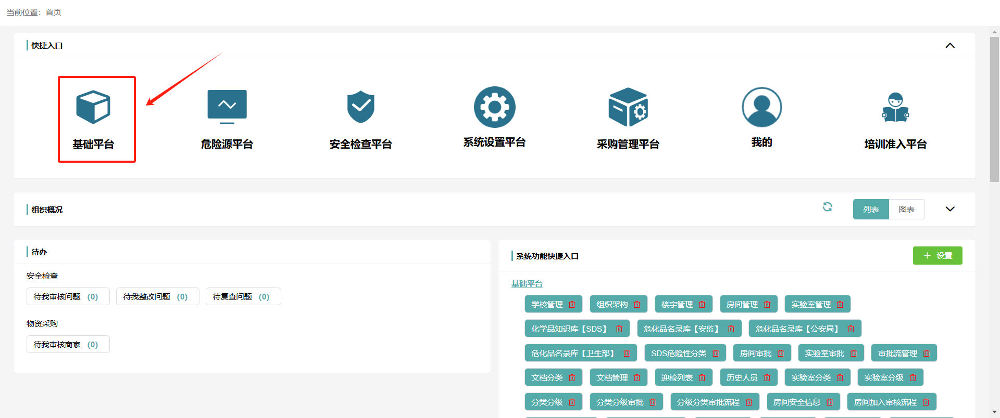 当前位置：首页
快捷入口
基础平台
危险源平台
安全检查平台
系统设置平台
采购管理平台
我的
培训准入平台
组织概况
列表
图表
待办
安全检查
待我审核问题 (0)
待我整改问题 (0)
待复查问题 (0)
物资采购
待我审核商家 (0)
系统功能快捷入口
+ 设置
基础平台
学校管理
组织架构
楼宇管理
房间管理
实验室管理
化学品知识库【SDS】
危化品名录库【安监】
危化品名录库【公安局】
危化品名录库【卫生部】
SDS危险性分类
房间审批
实验室审批
审批流管理
文档分类
文档管理
迎检列表
历史人员
实验室分类
实验室分级
分类分级
分类分级审批
分级分类审批流程
房间安全信息
房间加入审核流程